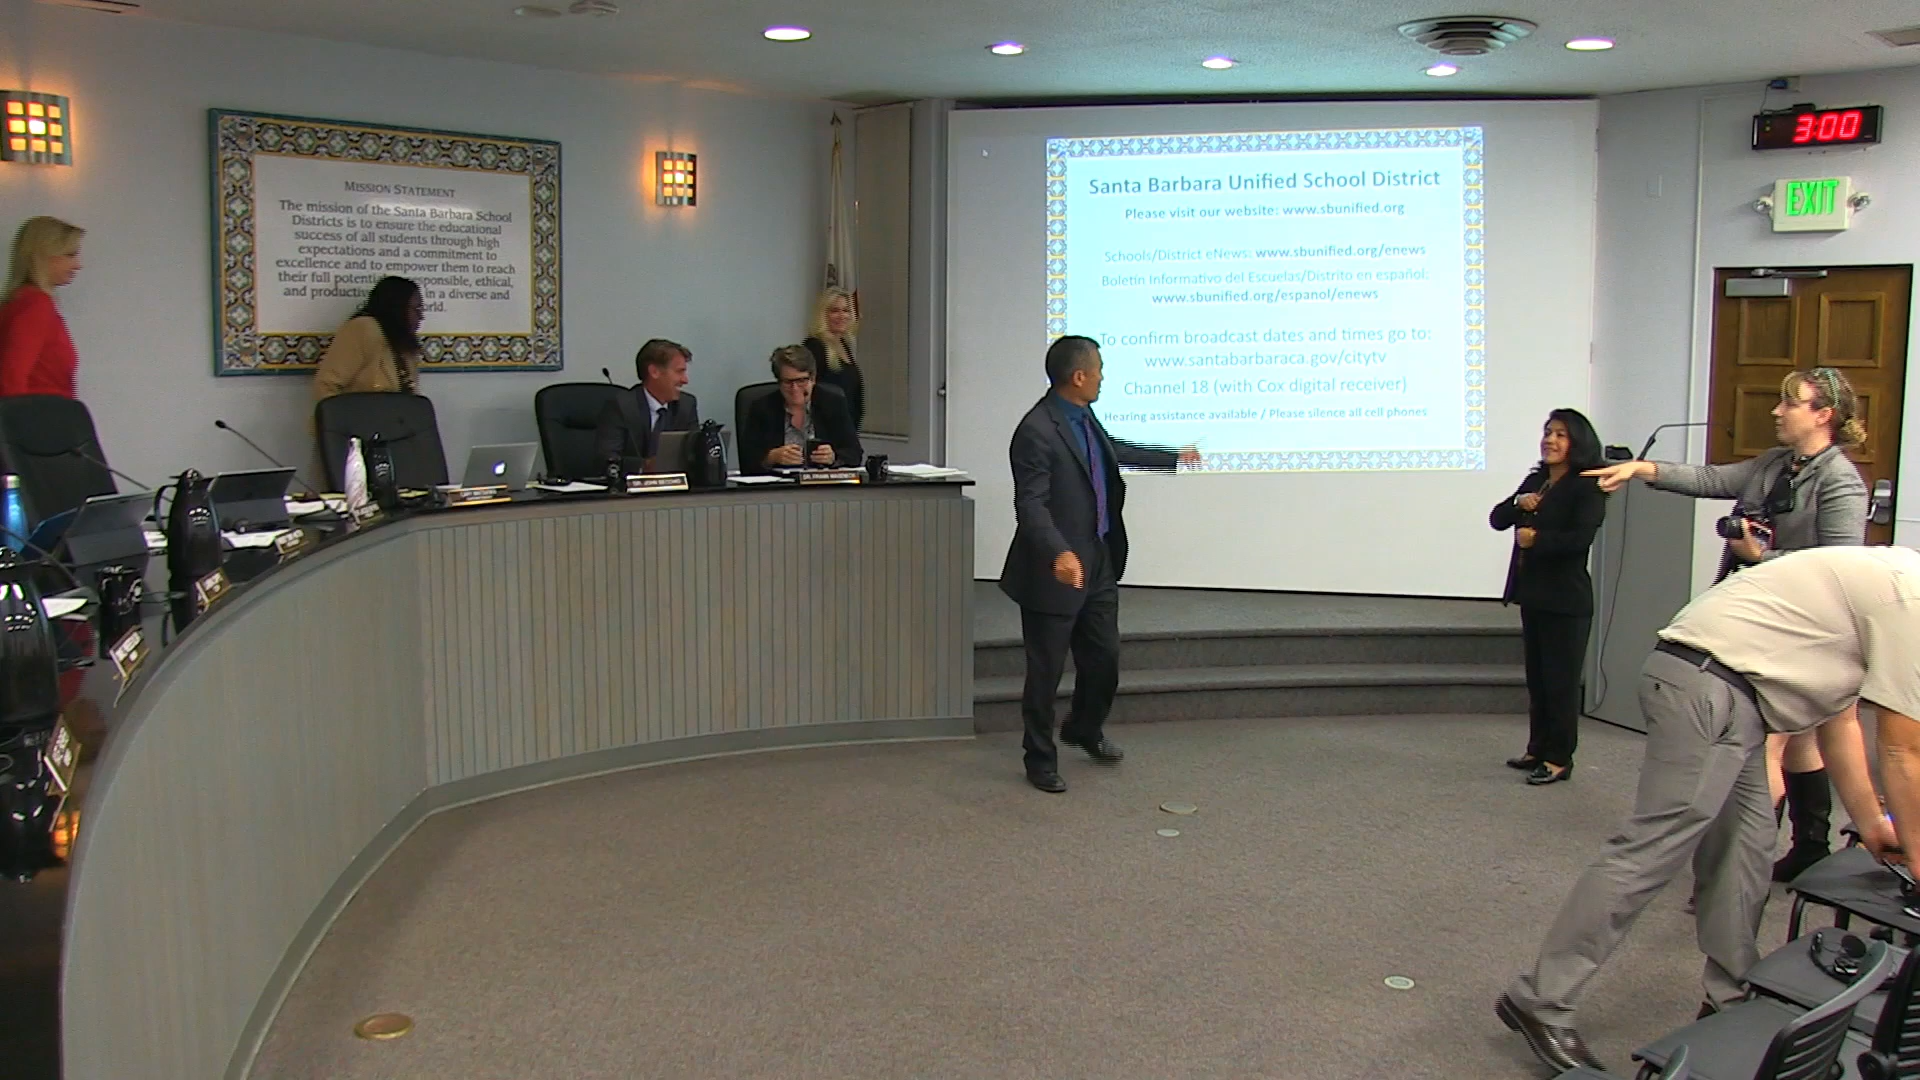 MISSION STATEMENT
The mission of the Santa Barbara School
Districts is to ensure the educational
success of all students through high
expectations and a commitment to
excellence and to empower them to reach
their full ethical,
and in a diverse and
Santa Barbara Unified School District
Please visit our website: www.sbunified.org
Schools/District eNews: www.sbunified.org/enews
Boletín Informativo del Escuelas/Distrito en español:
www.sbunified.org/espanol/enews
To confirm broadcast dates and times go to:
www.santabarbaraca.gov/citytv
Channel 18 (with Cox digital receiver)
Hearing assistance available / Please silence all cell phones
3:00
EXIT